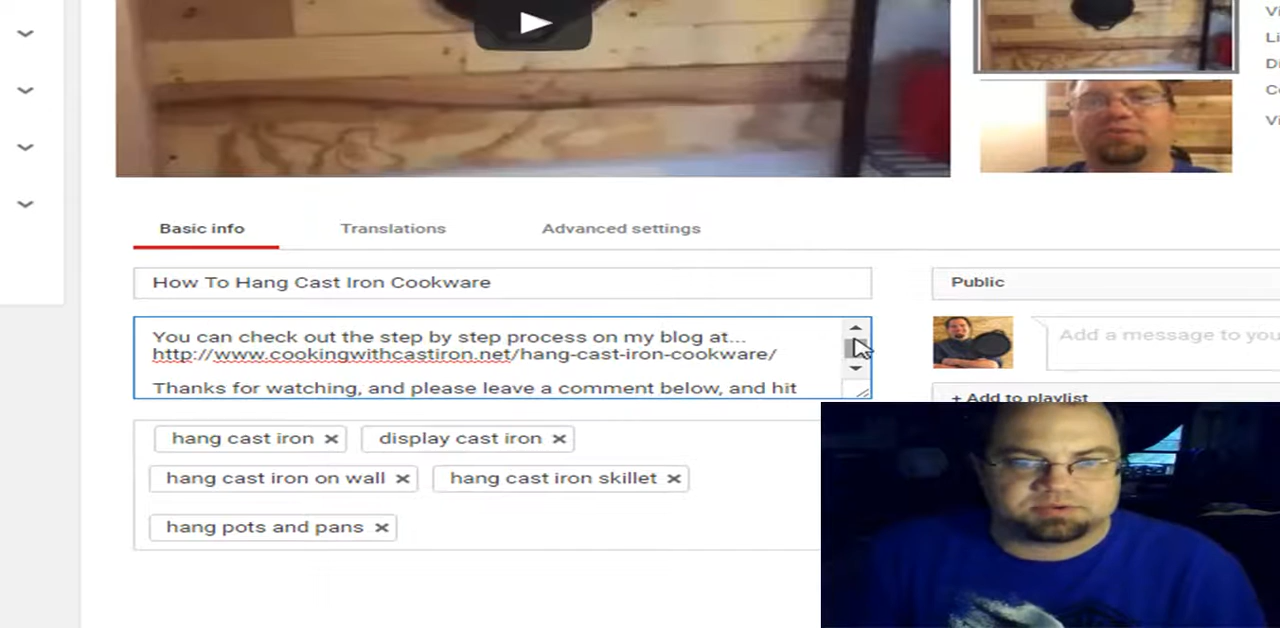 Basic info
Translations
Advanced settings
How To Hang Cast Iron Cookware
Public
You can check out the step by step process on my blog at...
http://www.cookingwithcastiron.net/hang-cast-iron-cookware/
Thanks for watching, and please leave a comment below, and hit
Add a message to you
+ Add to playlist
hang cast iron ×
display cast iron ×
hang cast iron on wall ×
hang cast iron skillet ×
hang pots and pans ×